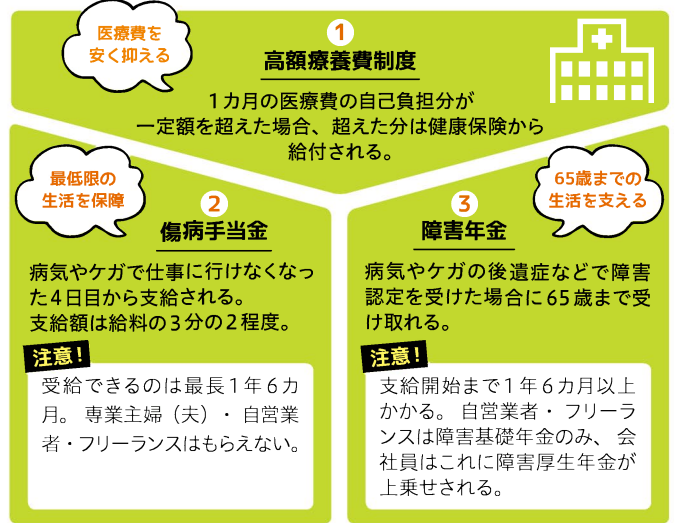 医療費を
安く抑える
1
高額療養費制度
1カ月の医療費の自己負担分が
一定額を超えた場合、超えた分は健康保険から
給付される。
最低限の
生活を保障
2
傷病手当金
病気やケガで仕事に行けなくなっ
た4日目から支給される。
支給額は給料の3分の2程度。
注意!
受給できるのは最長1年6カ
月。専業主婦(夫)・自営業
者・フリーランスはもらえない。
65歳までの
生活を支える
3
障害年金
病気やケガの後遺症などで障害
認定を受けた場合に65歳まで受
け取れる。
注意!
支給開始まで1年6カ月以上
かかる。自営業者・フリーラ
ンスは障害基礎年金のみ、会
社員はこれに障害厚生年金が
上乗せされる。